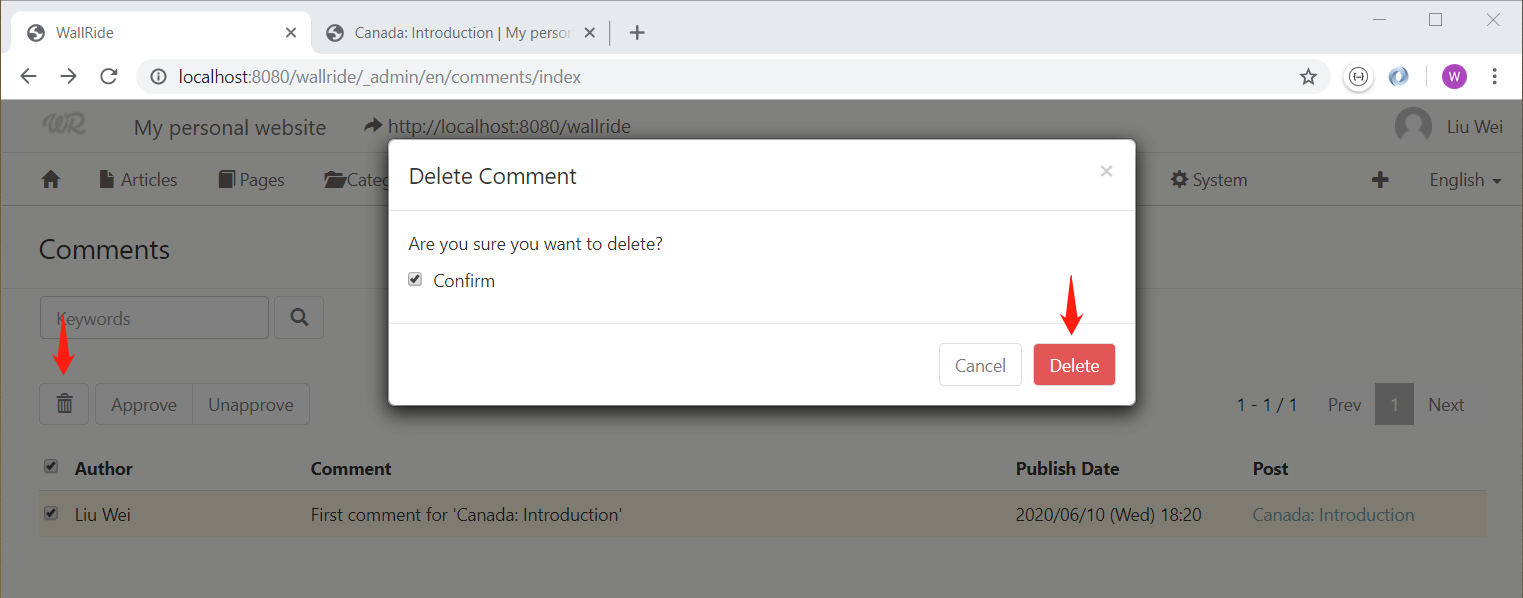 WallRide
Canada: Introduction | My person
localhost:8080/wallride/_admin/en/comments/index
W
WR
My personal website
http://localhost:8080/wallride
Liu Wei
Articles
Pages
Categ
System
English
Delete Comment
Are you sure you want to delete?
Confirm
Cancel
Delete
Comments
Keywords
Approve
Unapprove
1 - 1 / 1
Prev
1
Next
Author Comment Publish Date Post
Liu Wei First comment for 'Canada: Introduction' 2020/06/10 (Wed) 18:20 Canada: Introduction